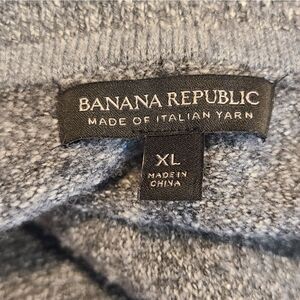 BANANA REPUBLIC
MADE OF ITALIAN YARN
XL
MADE IN
CHINA